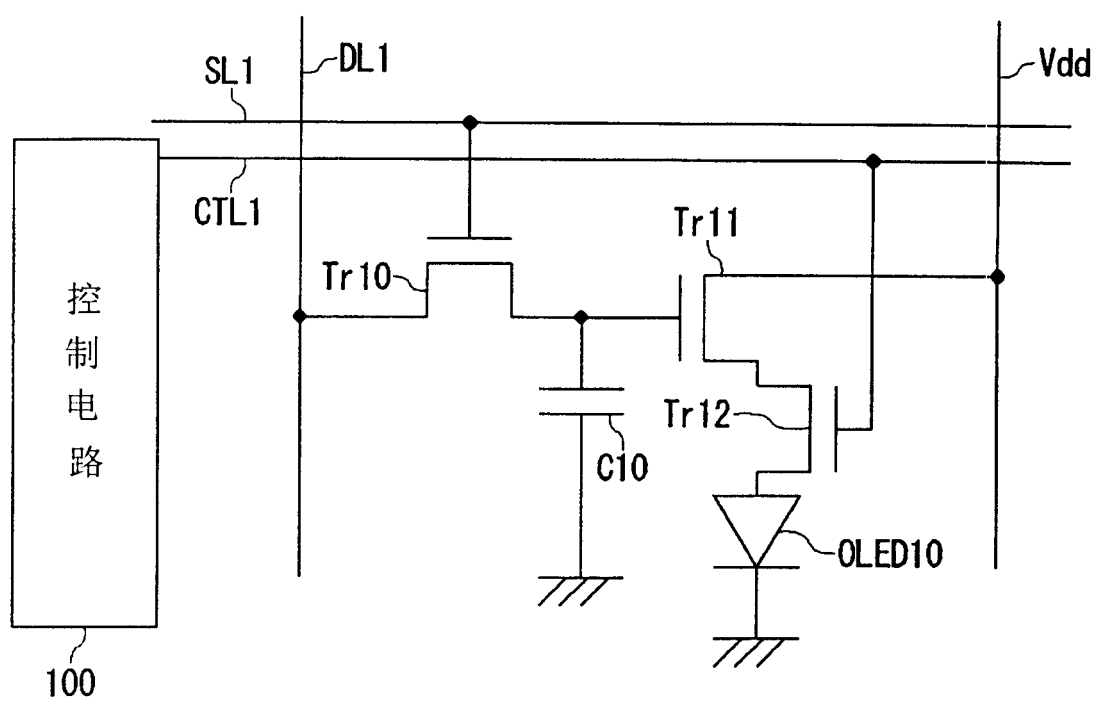 DL1
Vdd
SL1
CTL1
Tr11
Tr10
控制电路
Tr12
C10
OLED10
100